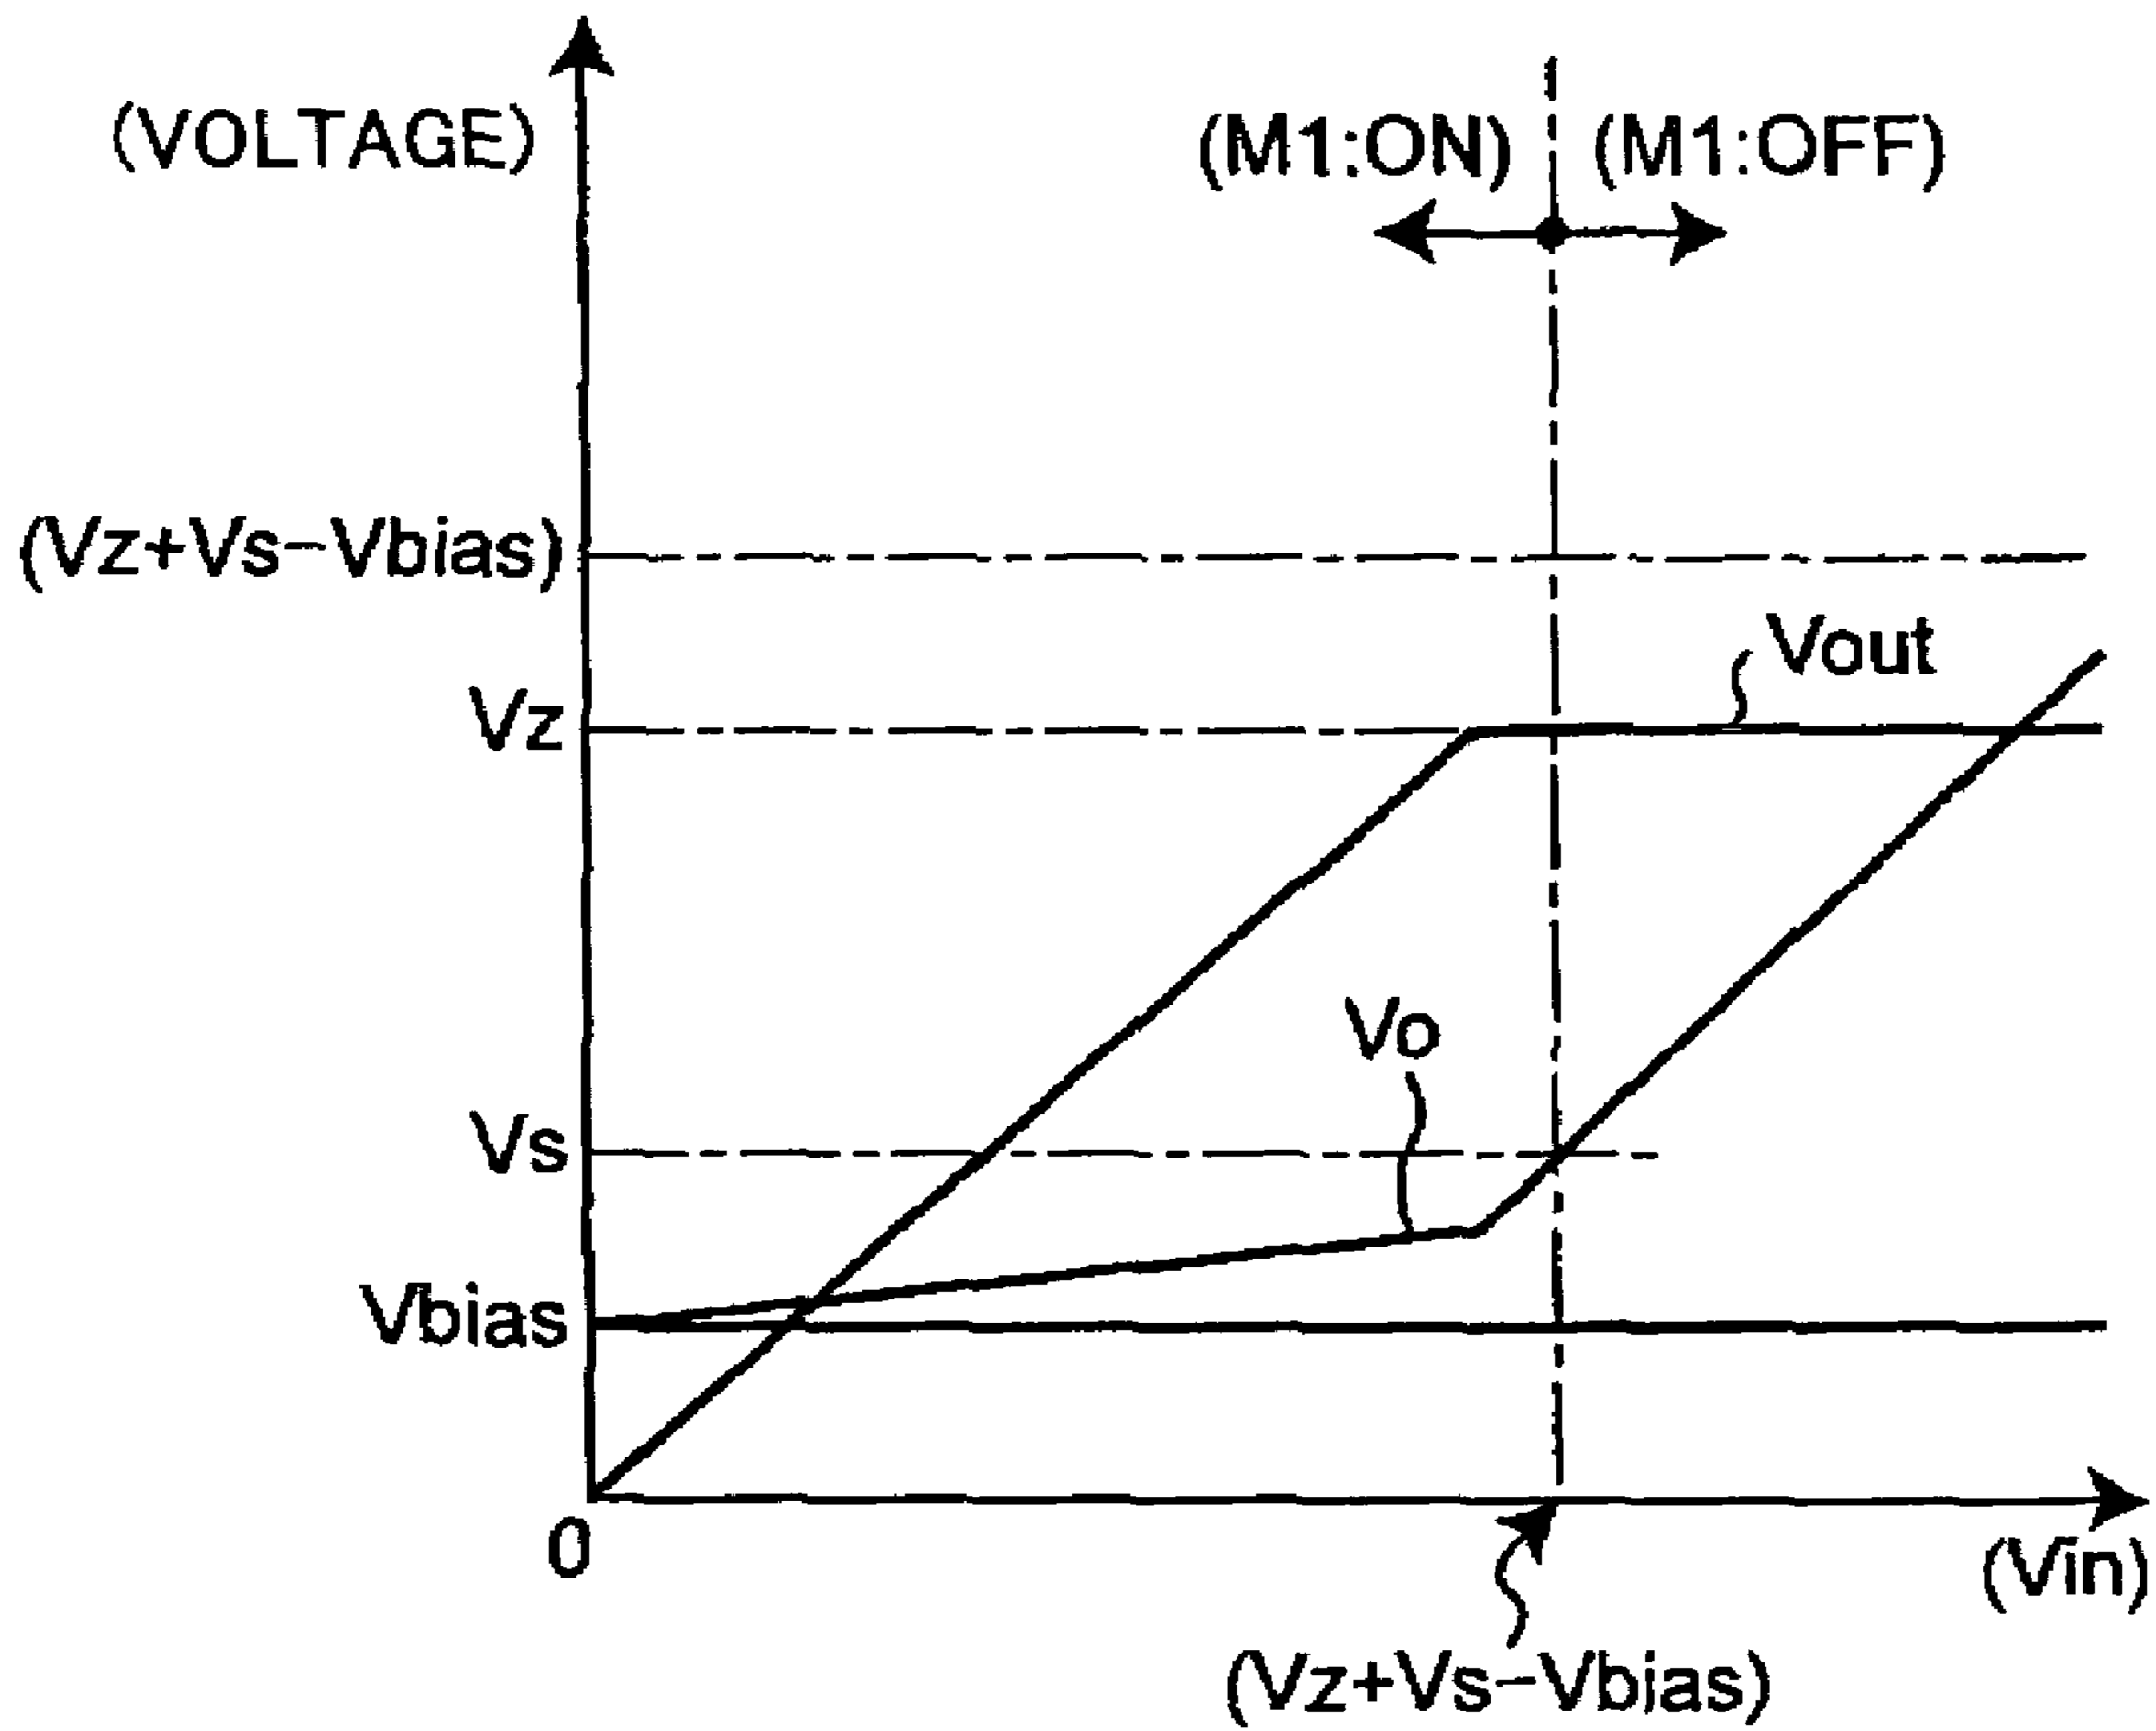 (VOLTAGE)
(M1:ON)
(M1:OFF)
(Vz+Vs−Vbias)
Vout
Vz
Vo
Vs
Vbias
0
(Vin)
(Vz+Vs−Vbias)